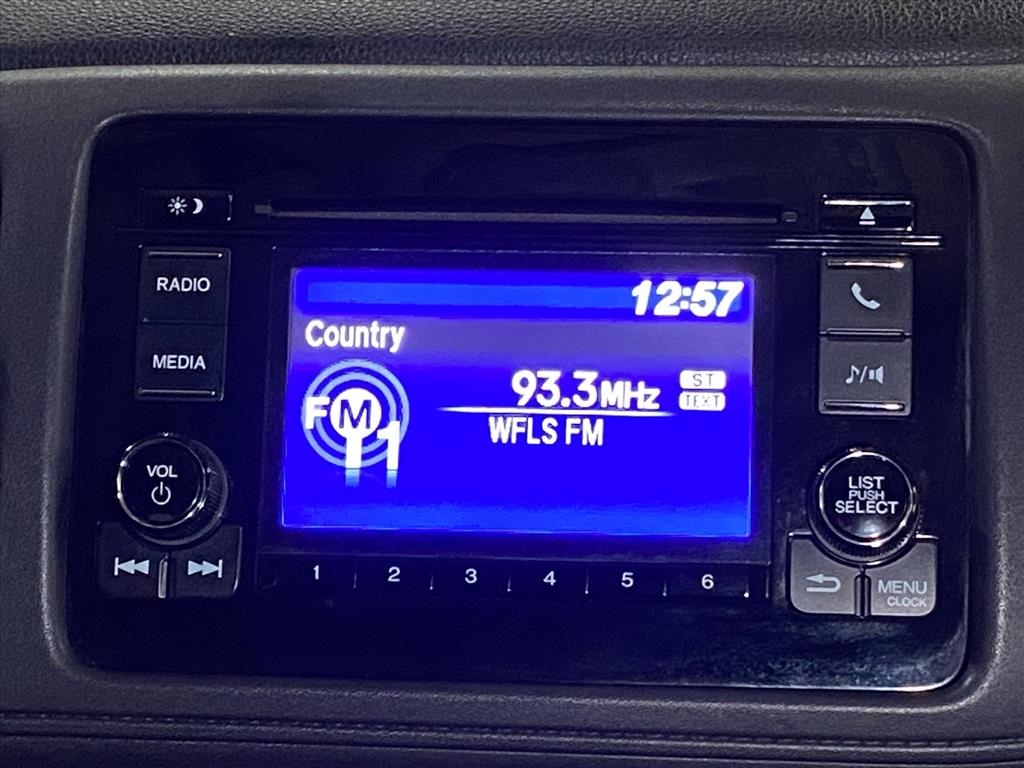 RADIO
MEDIA
VOL
12:57
Country
FM
1
93.3MHz
ST
TEXT
WFLS FM
LIST
PUSH
SELECT
MENU
CLOCK
1 2 3 4 5 6